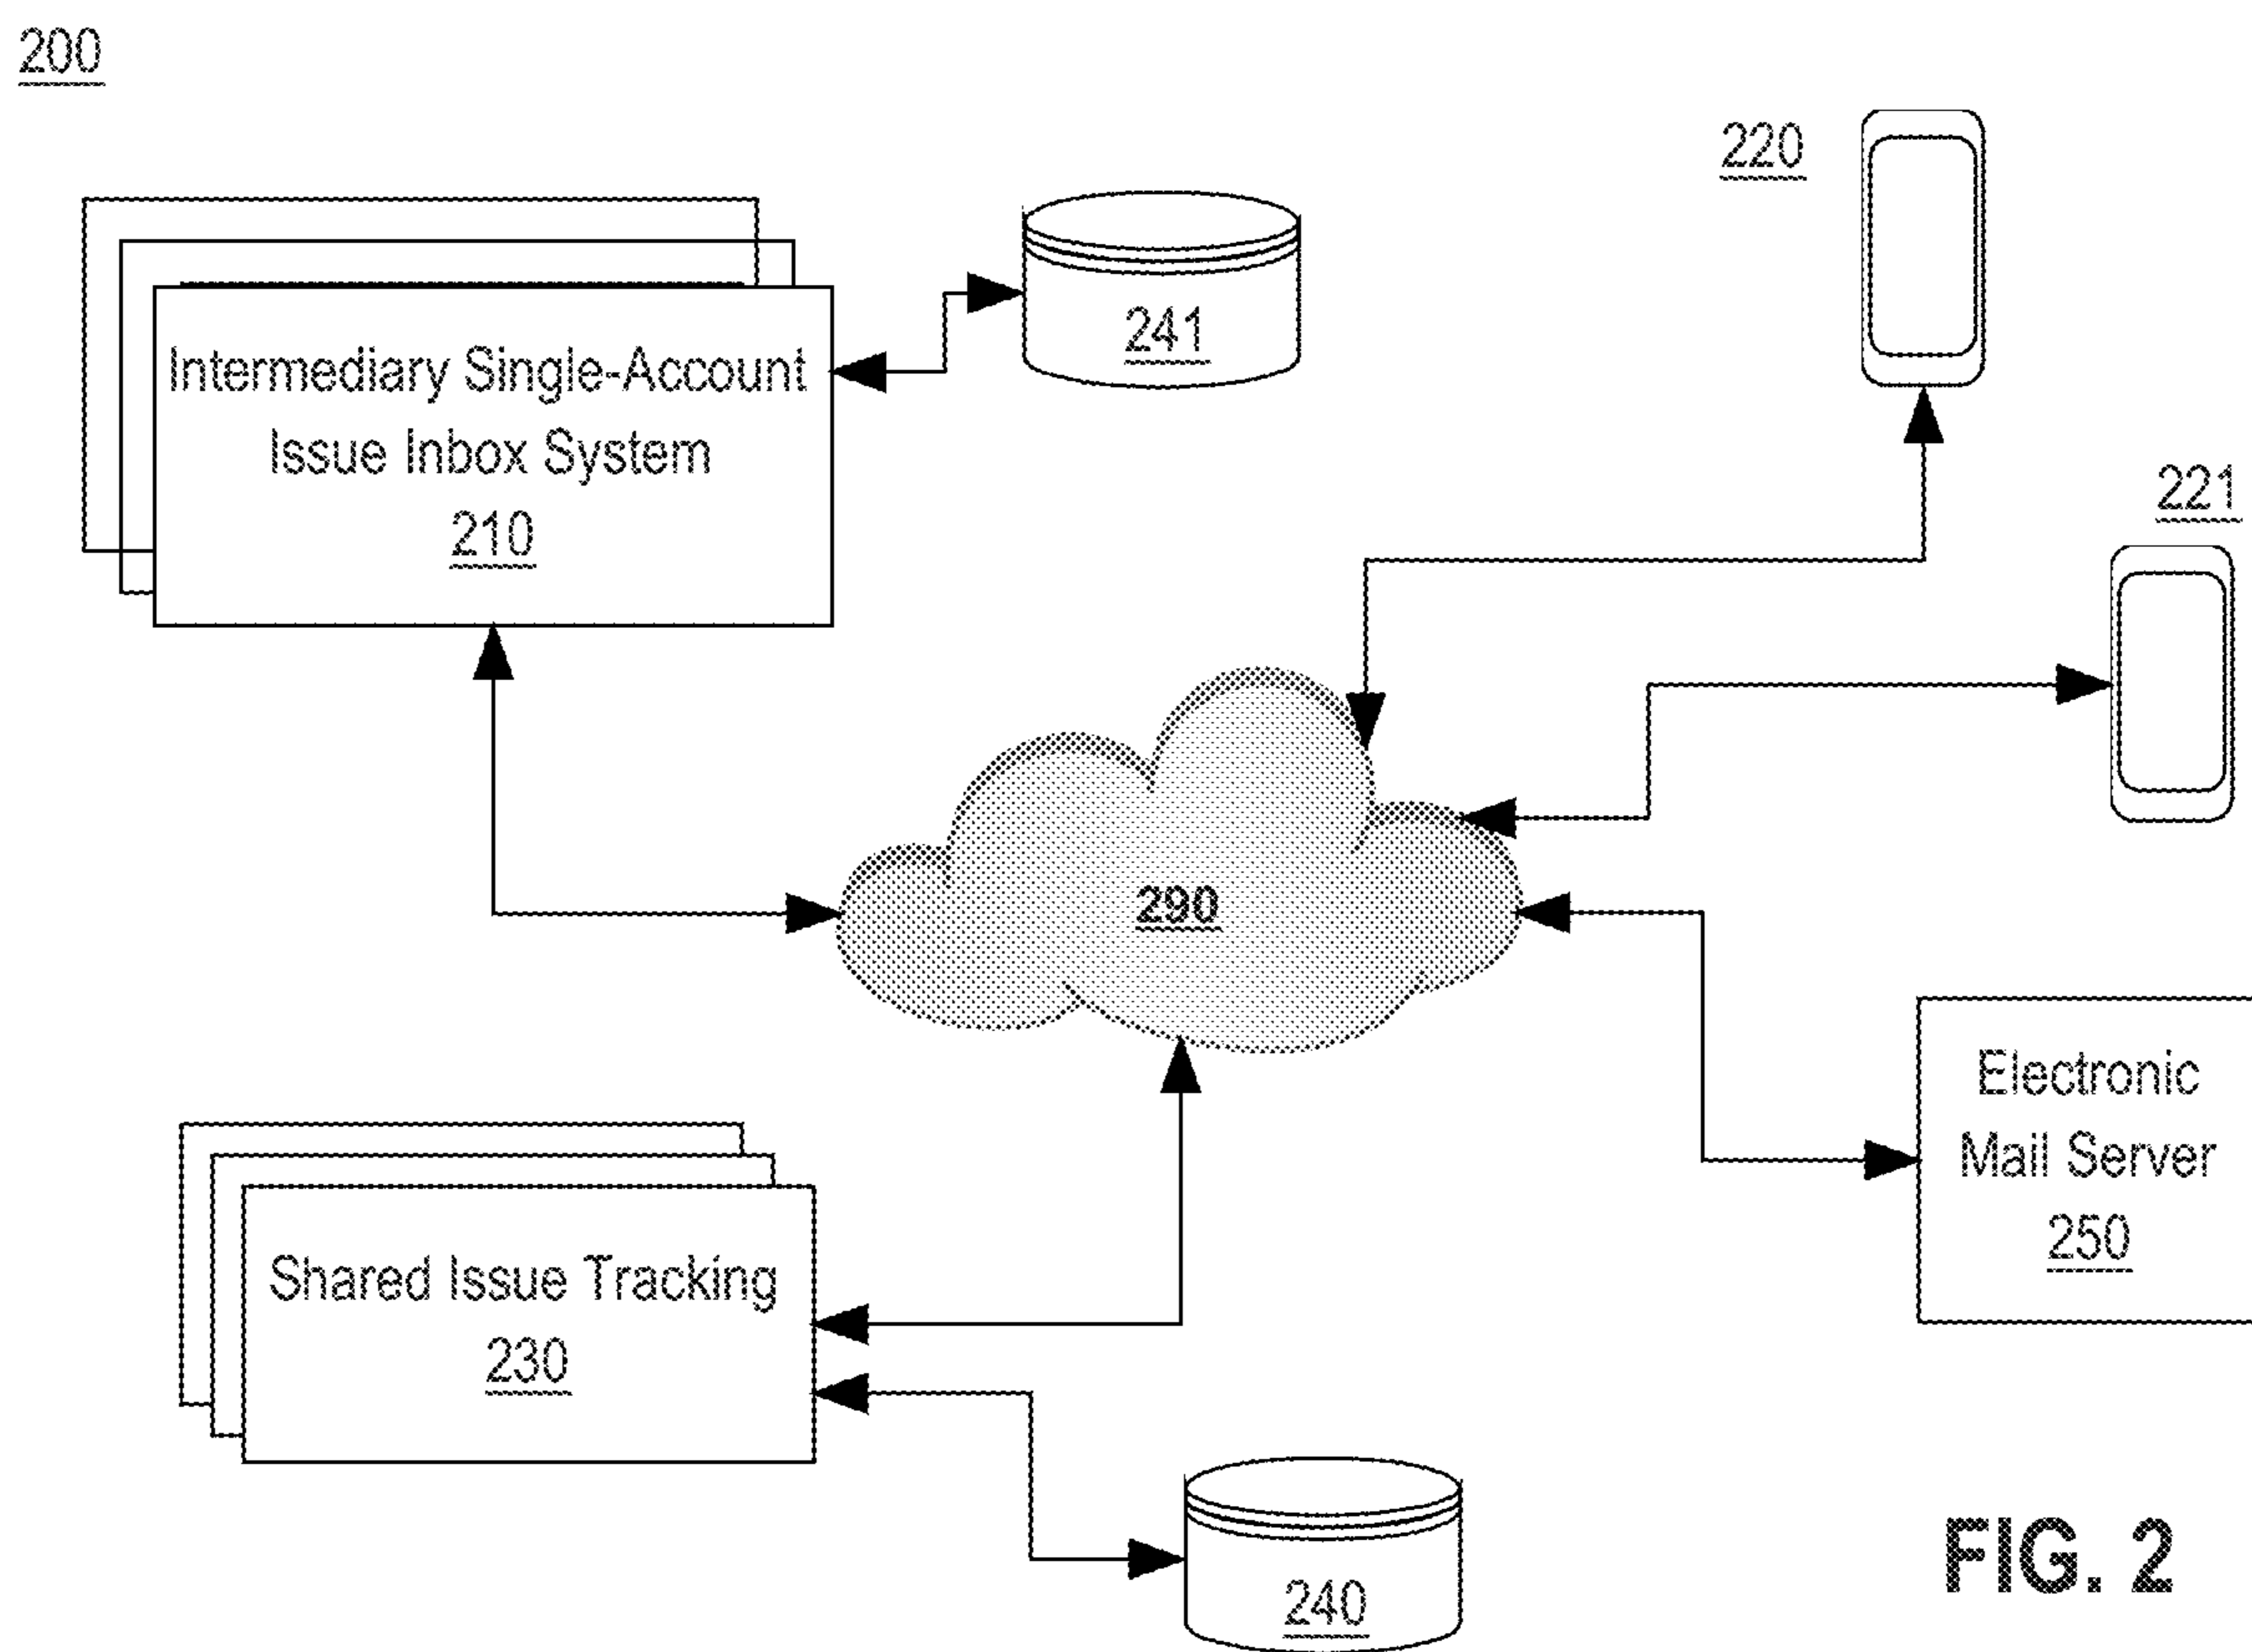 200
220
241
Intermediary Single-Account
Issue Inbox System
210
221
290
Electronic
Mail Server
250
Shared Issue Tracking
230
240
FIG. 2